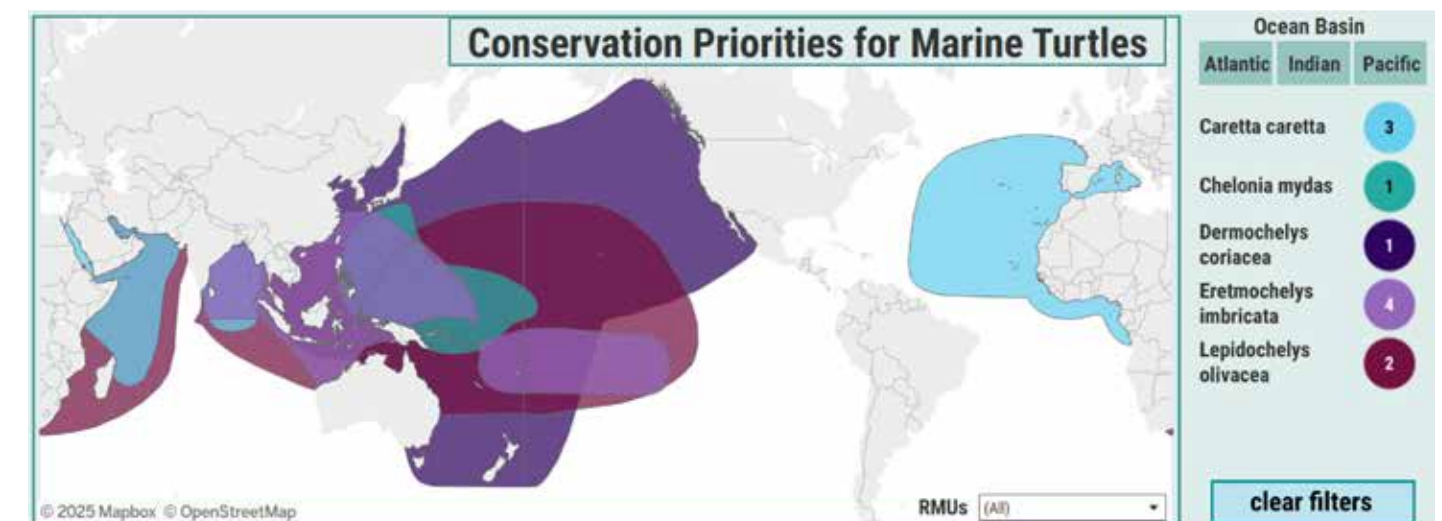 Conservation Priorities for Marine Turtles
Ocean Basin
Atlantic Indian Pacific
Caretta caretta 3
Chelonia mydas 1
Dermochelys
coriacea 1
Eretmochelys
imbricata 4
Lepidochelys
olivacea 2
clear filters
RMUs (All)
© 2025 Mapbox © OpenStreetMap